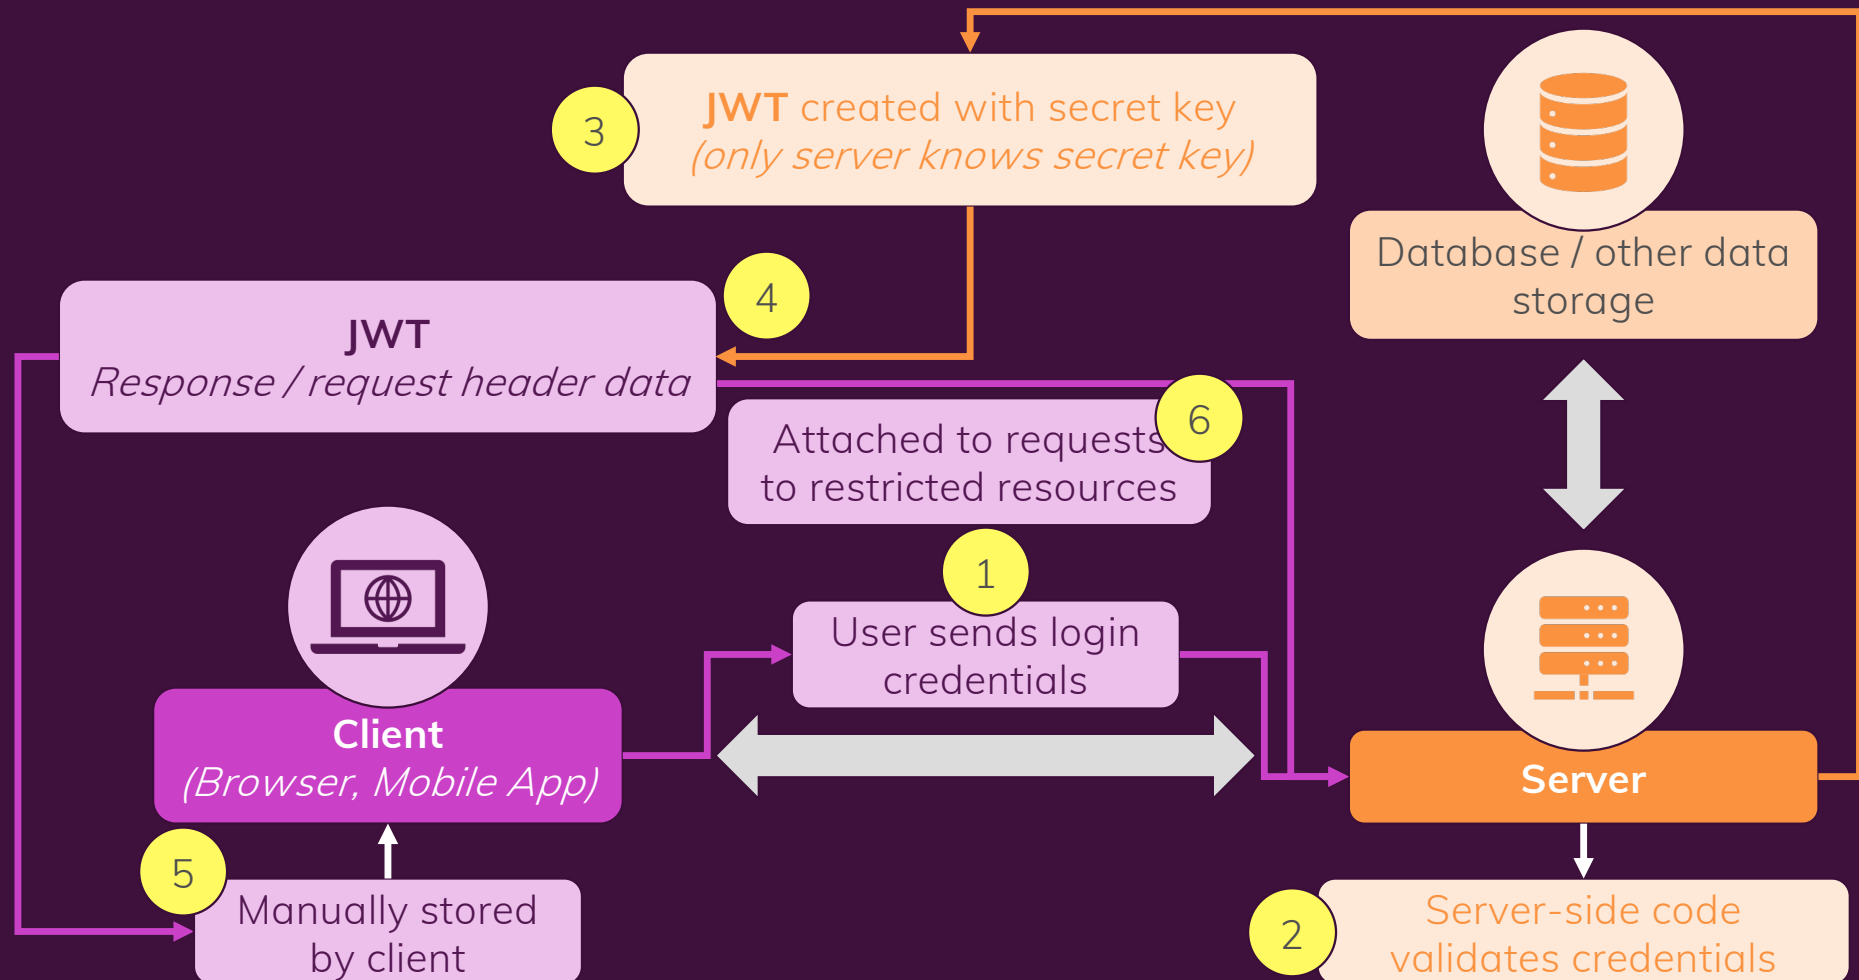 3
JWT created with secret key
(only server knows secret key)
Database / other data
storage
4
JWT
Response / request header data
6
Attached to requests
to restricted resources
1
User sends login
credentials
Client
(Browser, Mobile App)
Server
5
Manually stored
by client
2
Server-side code
validates credentials